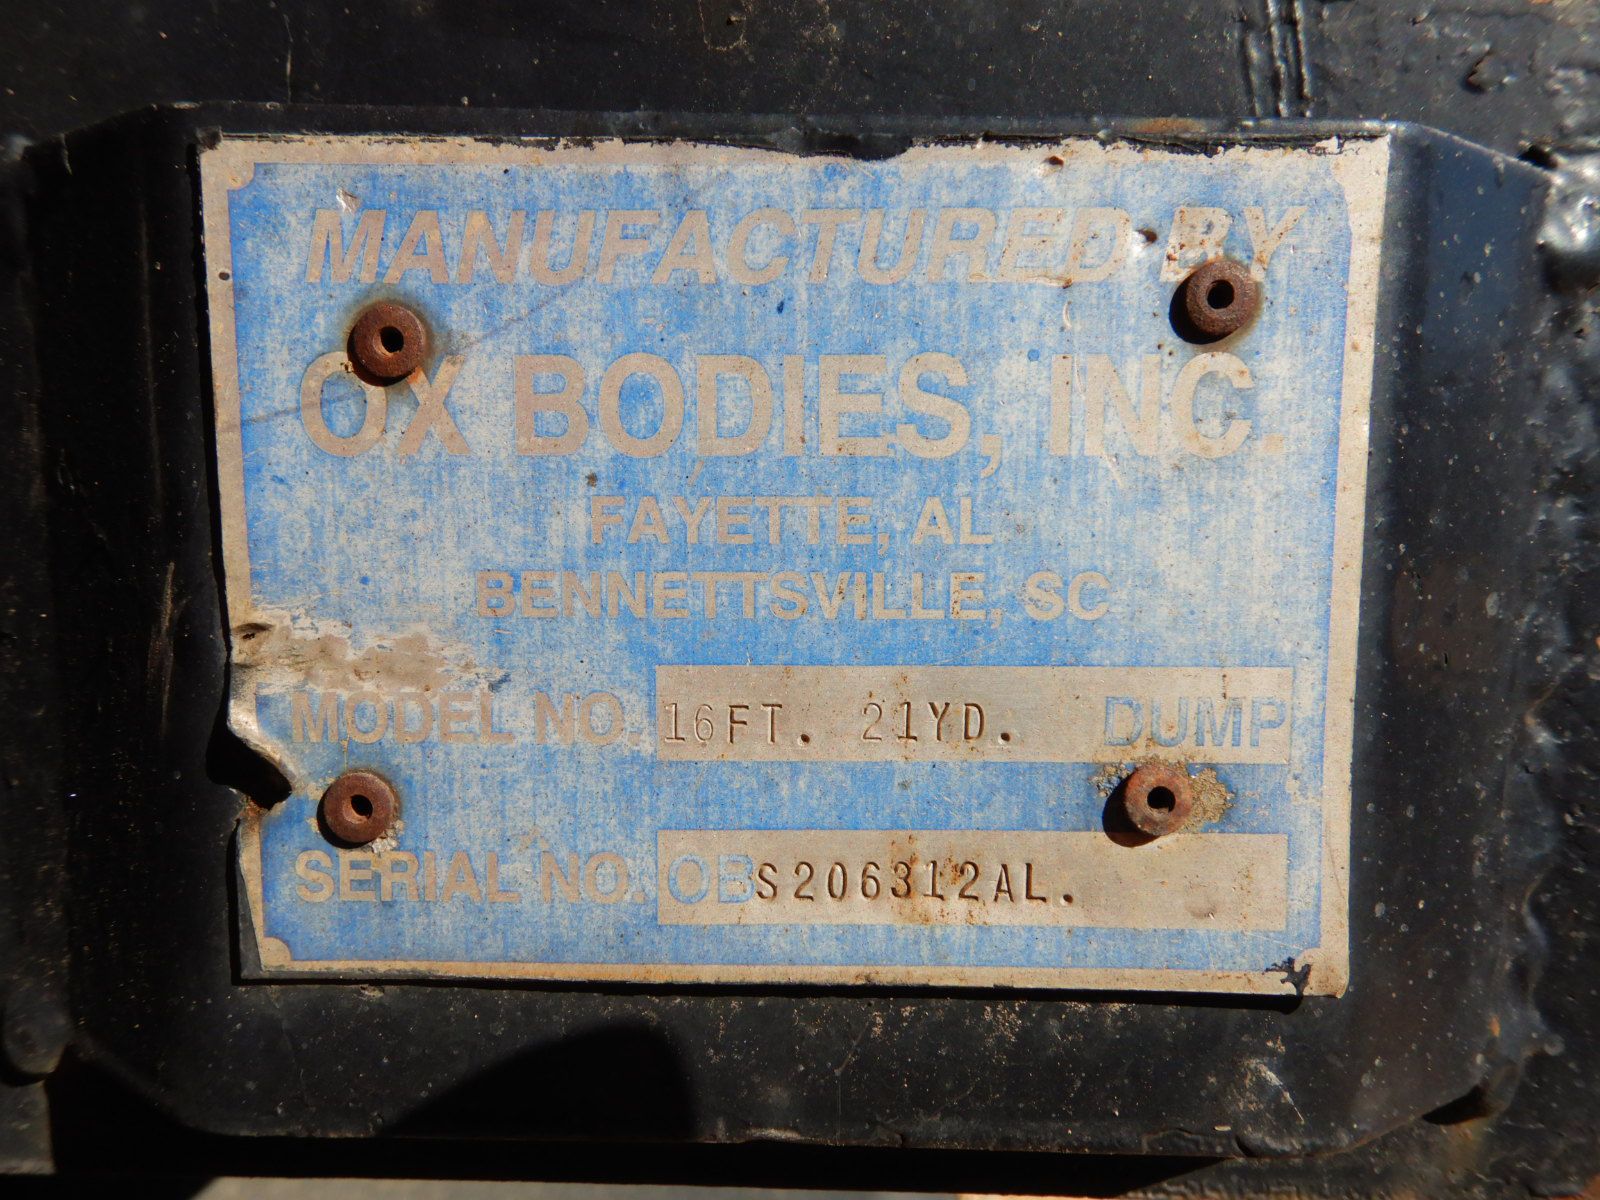 MANUFACTURED BY
OX BODIES, INC.
FAYETTE, AL
BENNETTSVILLE, SC
MODEL NO. 16FT. 21YD. DUMP
SERIAL NO. OBS206312AL.